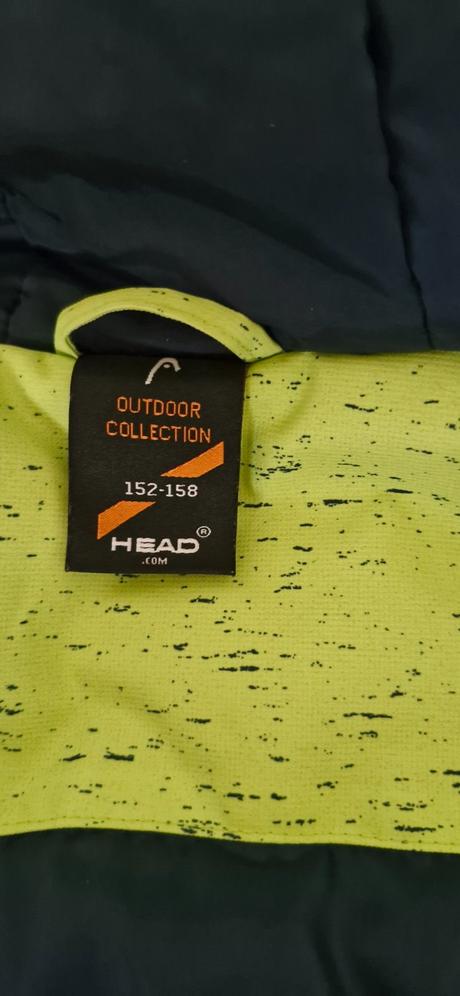 OUTDOOR
COLLECTION
152-158
HEAD®
.COM